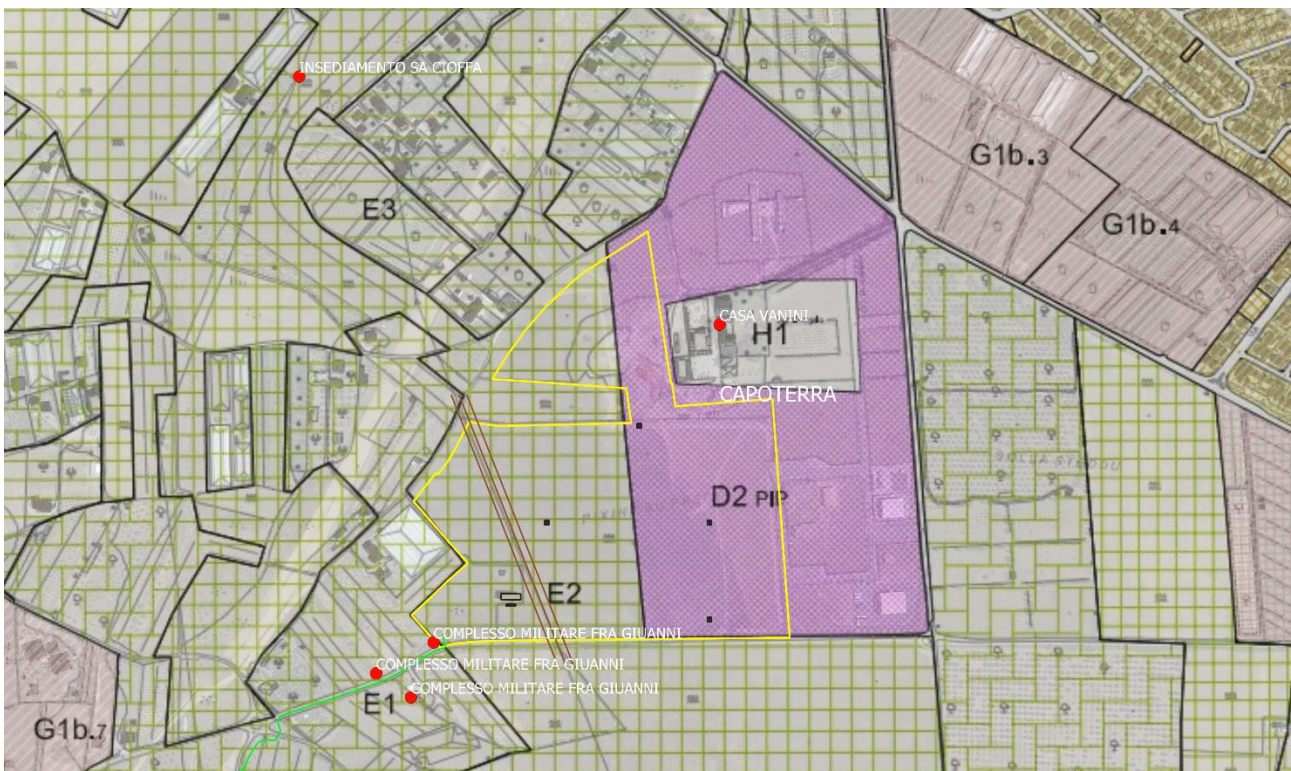 INSEDIAMENTO SA CIOFFA
G1b.3
E3
G1b.4
CASA VANINI
H1
CAPOTERRA
D2 PIP
E2
COMPLESSO MILITARE FRA GIUANNI
COMPLESSO MILITARE FRA GIUANNI
COMPLESSO MILITARE FRA GIUANNI
E1
G1b.7